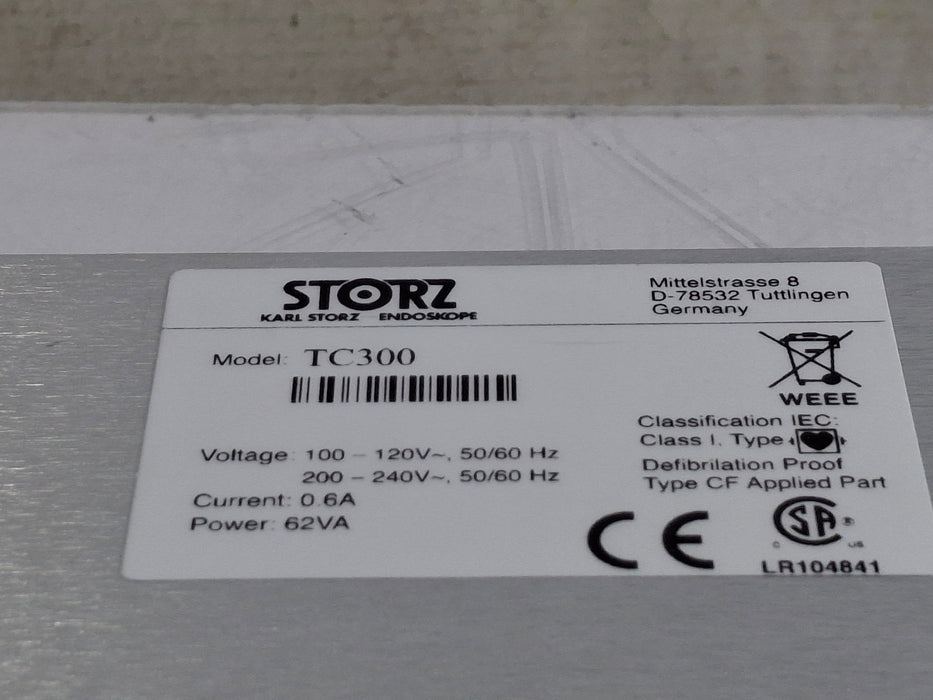 STORZ
KARL STORZ ENDOSKOPE
Mittelstrasse 8
D-78532 Tuttlingen
Germany
Model: TC300
Voltage: 100 – 120V~, 50/60 Hz
200 – 240V~, 50/60 Hz
Current: 0.6A
Power: 62VA
WEEE
Classification IEC:
Class I, Type
Defibrilation Proof
Type CF Applied Part
CE
SA ®
C US
LR104841